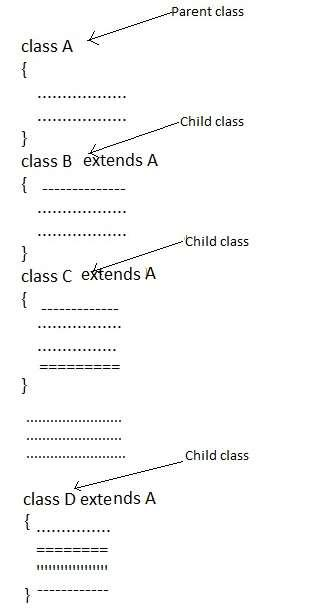 Parent class
class A
{
..................
..................
}
Child class
class B extends A
{ --------------
..................
..................
}
Child class
class C extends A
{ -------------
.................
................
=========
}
........................
........................
.........................
Child class
class D extends A
{ ...............
========
''''''''''''''''''
} -------------